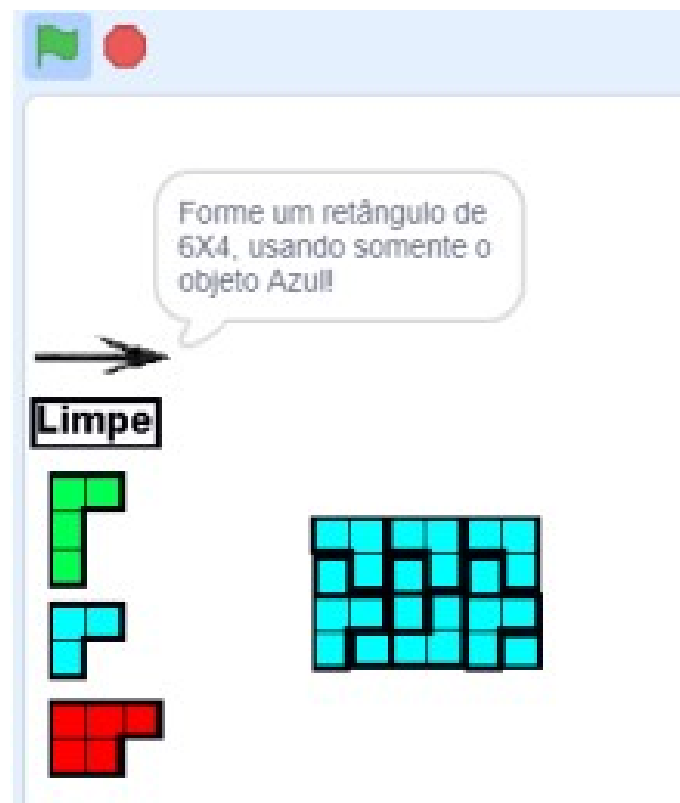 Forme um retângulo de
6X4, usando somente o
objeto Azul!
Limpe